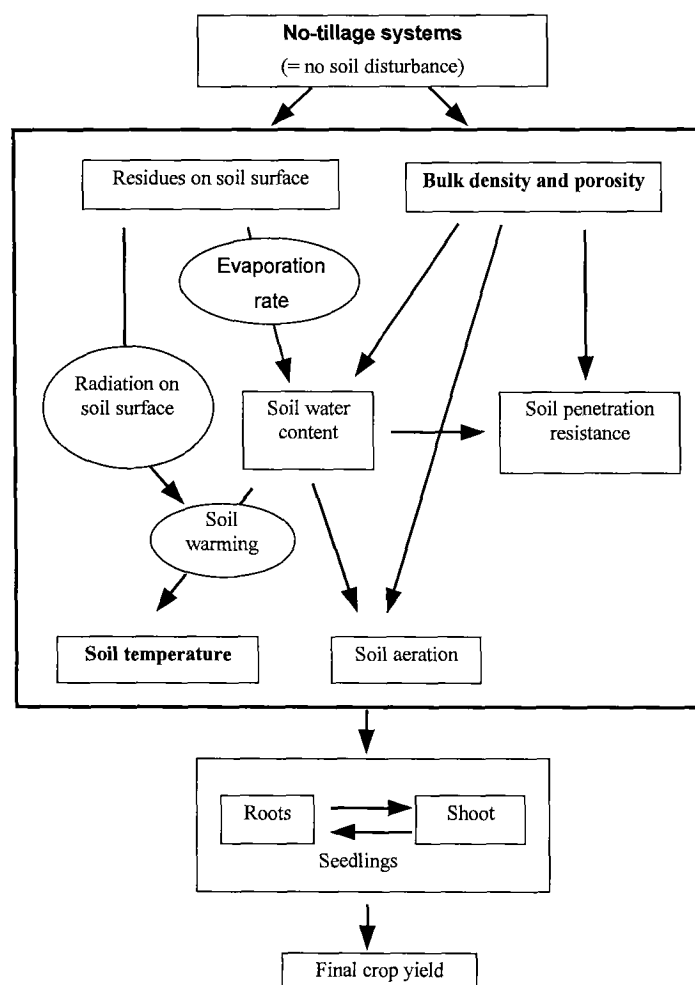 No-tillage systems
(= no soil disturbance)
Residues on soil surface
Bulk density and porosity
Evaporation
rate
Radiation on
soil surface
Soil water
content
Soil penetration
resistance
Soil
warming
Soil temperature
Soil aeration
Roots
Shoot
Seedlings
Final crop yield